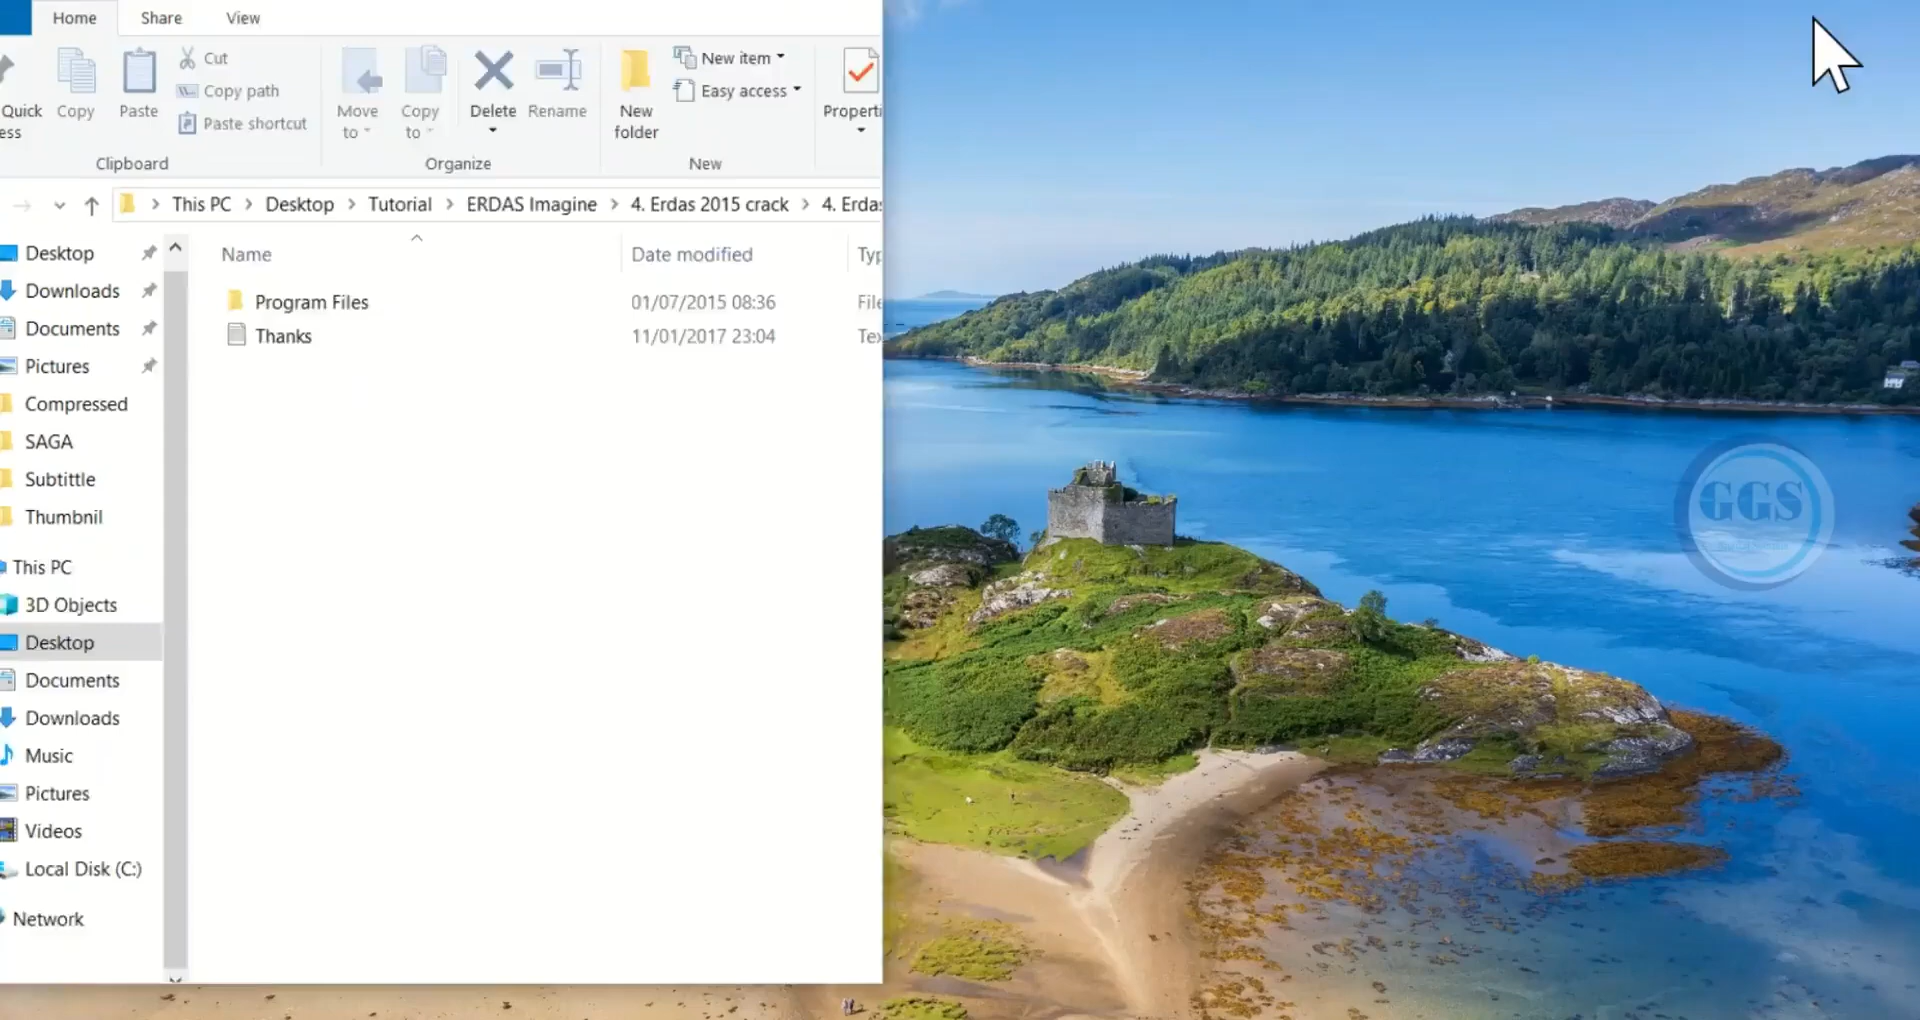 Home Share View
Cut
Copy path
Paste shortcut
Quick
ess
Copy
Paste
Move
to
Copy
to
Delete
Rename
New
folder
New item
Easy access
Properti
Clipboard
Organize
New
This PC > Desktop > Tutorial > ERDAS Imagine > 4. Erdas 2015 crack > 4. Erdas
Name Date modified Typ
Program Files 01/07/2015 08:36 File
Thanks 11/01/2017 23:04 Tex
Desktop
Downloads
Documents
Pictures
Compressed
SAGA
Subtittle
Thumbnil
This PC
3D Objects
Desktop
Documents
Downloads
Music
Pictures
Videos
Local Disk (C:)
Network
GGS